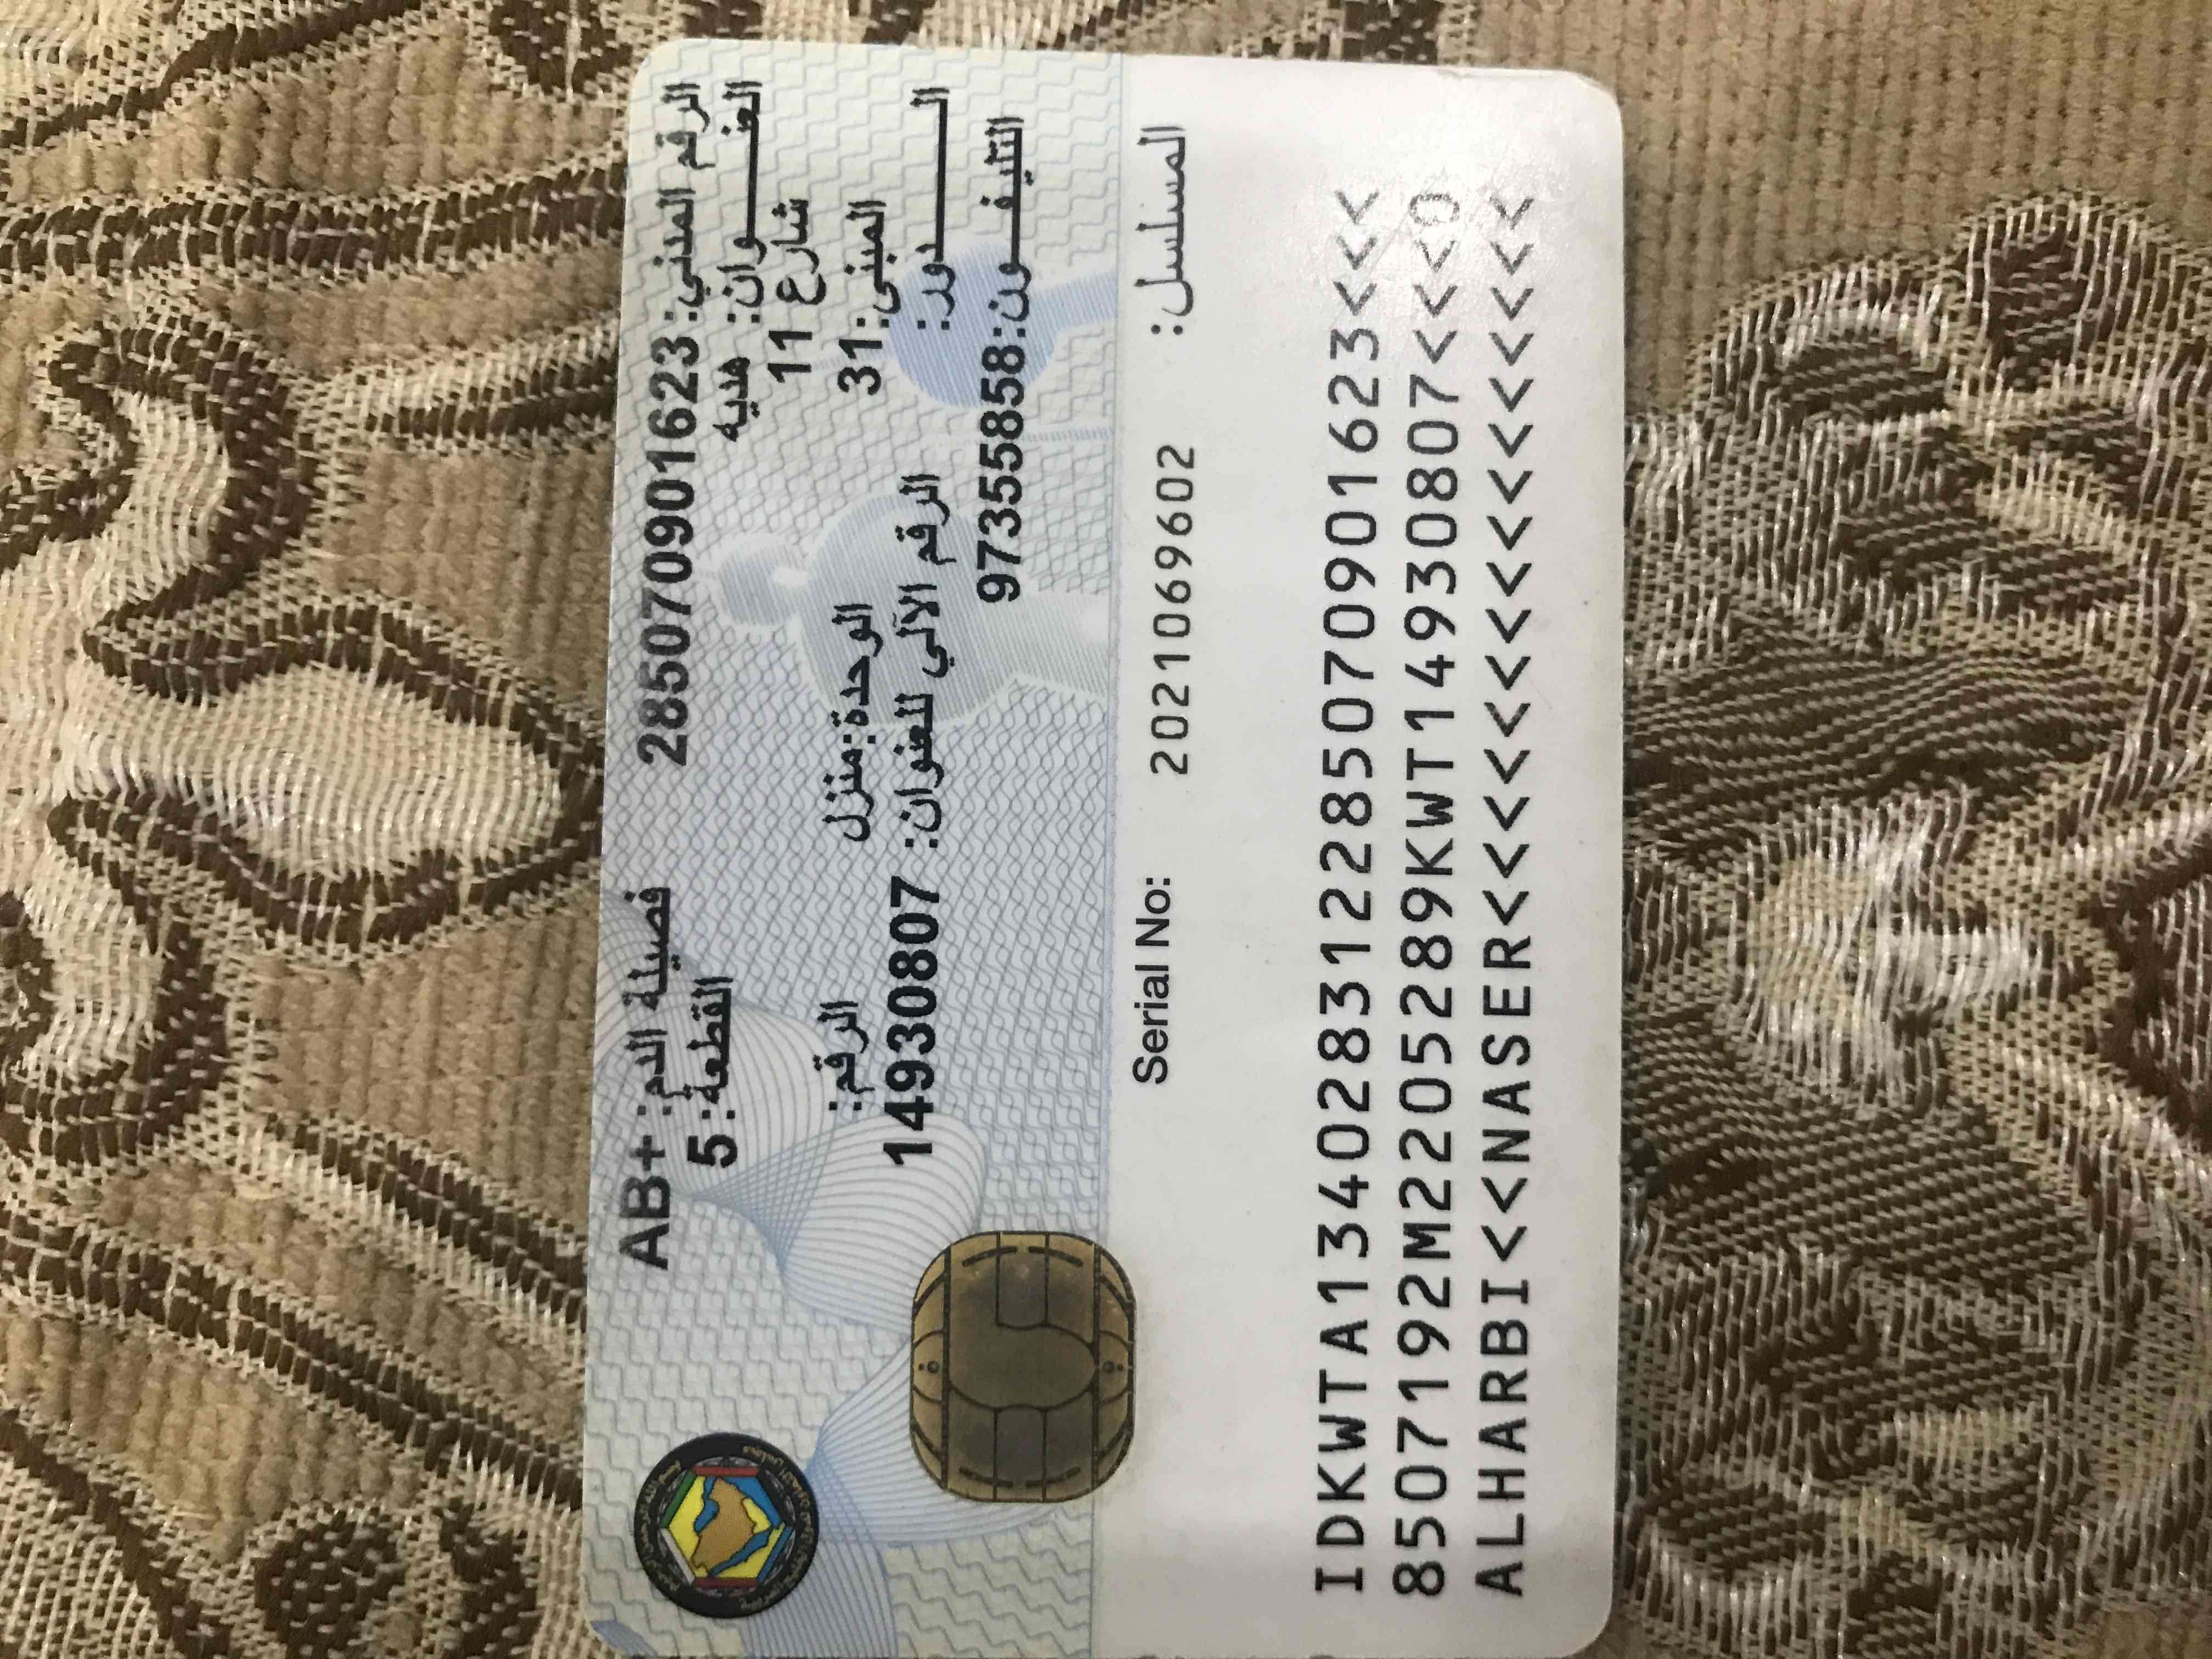 الرقم المدني: 285070901623 فصيلة الدم: AB+
العنوان: هديه القطعة: 5
شارع 11
المبنى: 31 الوحدة: منزل الرقم:
الدور: الرقم الآلي للعنوان: 14930807
التليفون: 97355858
المسلسل: 2021069602 Serial No:
IDKWTA134028312285070901623<<<
8507192M2205289KWT14930807<<<0
ALHARBI<<NASER<<<<<<<<<<<<<<<<